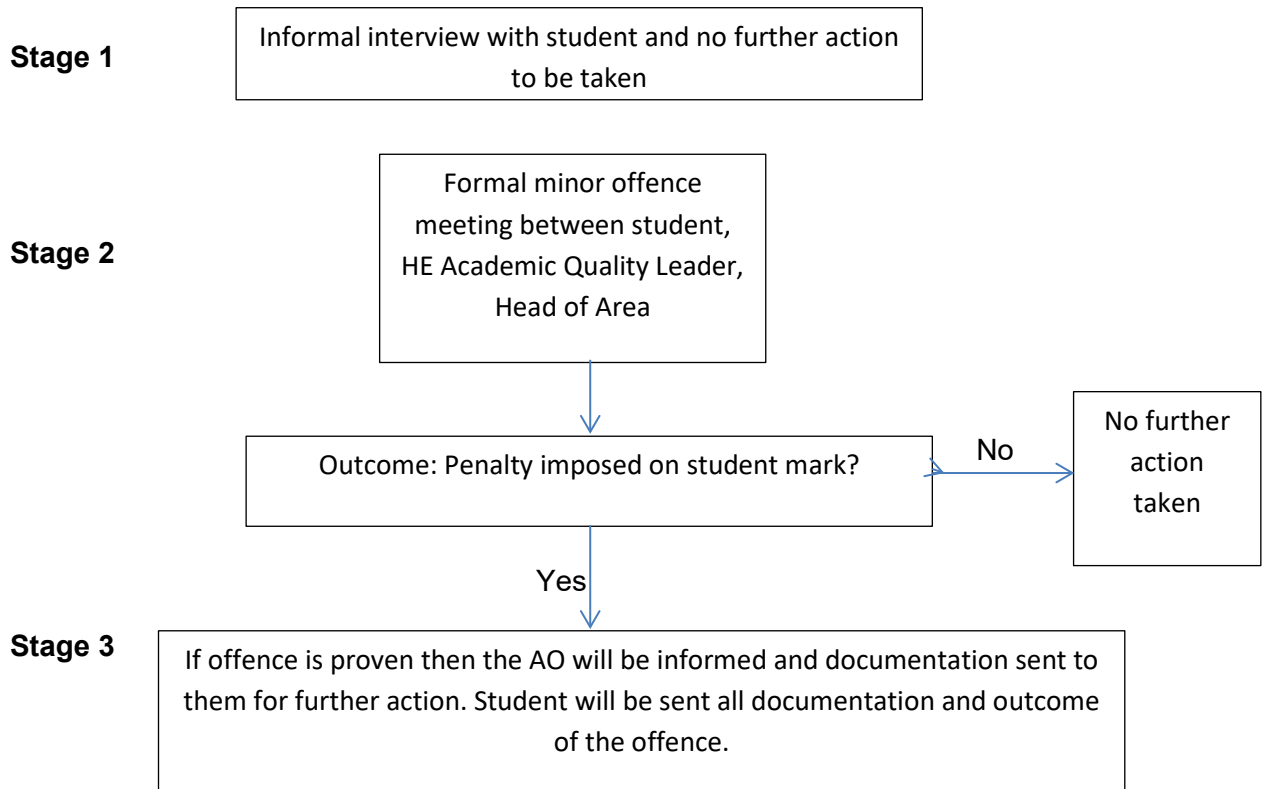 Stage 1
Informal interview with student and no further action
to be taken
Stage 2
Formal minor offence
meeting between student,
HE Academic Quality Leader,
Head of Area
Outcome: Penalty imposed on student mark?
No
No further
action
taken
Yes
Stage 3
If offence is proven then the AO will be informed and documentation sent to
them for further action. Student will be sent all documentation and outcome
of the offence.